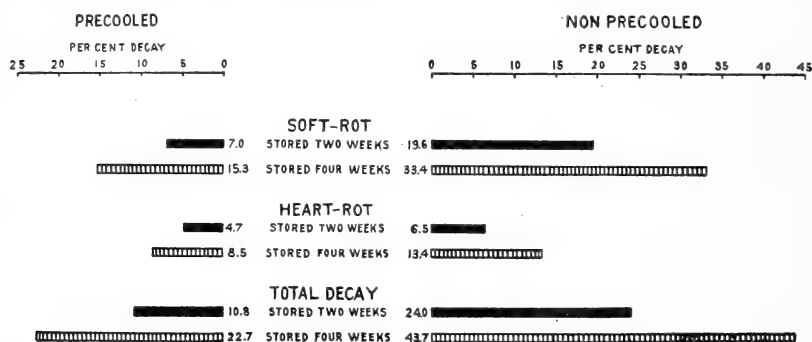 PRECOOLED NON PRECOOLED
PER CENT DECAY PER CENT DECAY
25 20 15 10 5 0 0 5 10 15 20 25 30 35 40 45
SOFT-ROT
7.0 STORED TWO WEEKS 19.6
15.3 STORED FOUR WEEKS 33.4
HEART-ROT
4.7 STORED TWO WEEKS 6.5
8.5 STORED FOUR WEEKS 13.4
TOTAL DECAY
10.8 STORED TWO WEEKS 24.0
22.7 STORED FOUR WEEKS 43.7